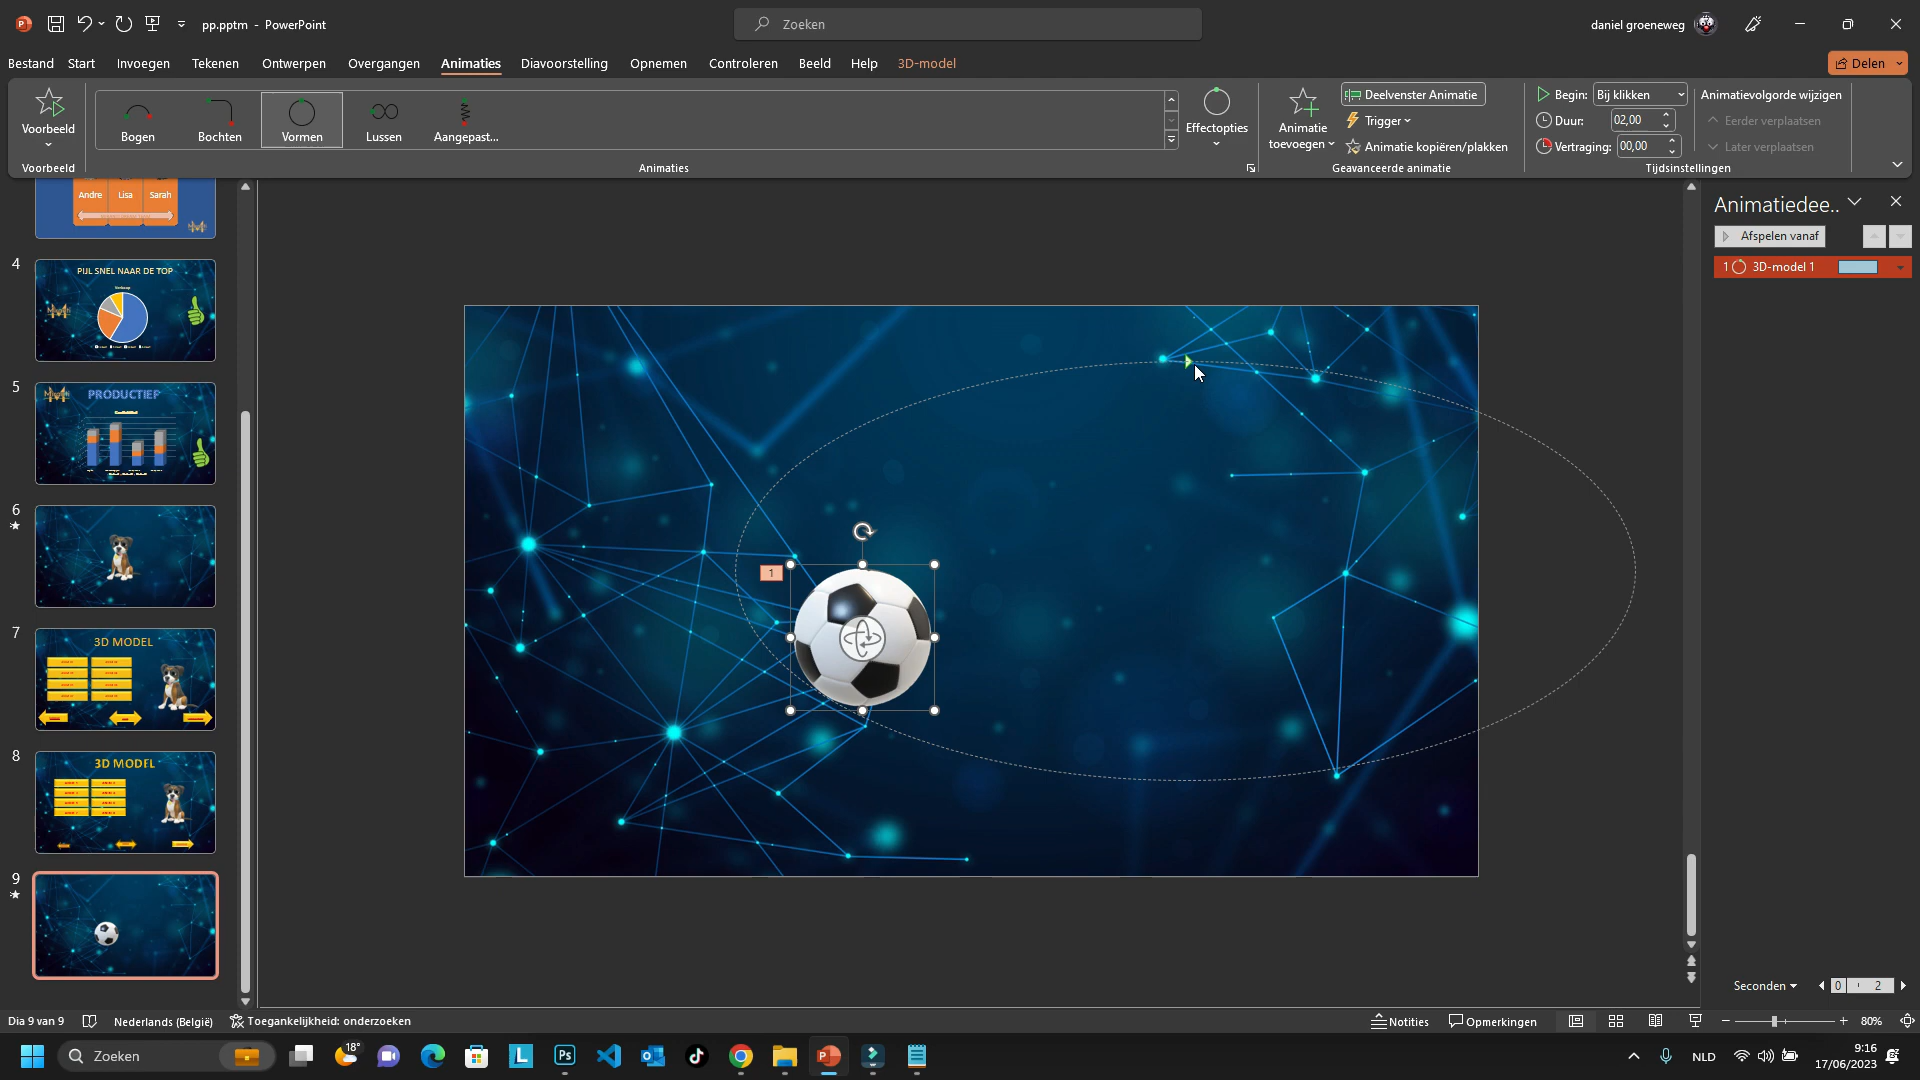 pp.pptm - PowerPoint
Zoeken
daniel groeneweg
Bestand Start Invoegen Tekenen Ontwerpen Overgangen Animaties Diavoorstelling Opnemen Controleren Beeld Help 3D-model
Delen
Voorbeeld
Voorbeeld
Bogen
Bochten
Vormen
Lussen
Aangepast...
Animaties
Effectopties
Animatie toevoegen
Deelvenster Animatie
Trigger
Animatie kopiëren/plakken
Geavanceerde animatie
Begin: Bij klikken
Duur: 02,00
Vertraging: 00,00
Animatievolgorde wijzigen
Eerder verplaatsen
Later verplaatsen
Tijdsinstellingen
Andre Lisa Sarah
4
PIJL SNEL NAAR DE TOP
5
PRODUCTIEF
6
7
3D MODEL
8
3D MODEL
9
1
Animatiedee..
Afspelen vanaf
1 3D-model 1
Seconden 0 2
Dia 9 van 9
Nederlands (België)
Toegankelijkheid: onderzoeken
Notities
Opmerkingen
80%
Zoeken
18°
NLD
9:16
17/06/2023